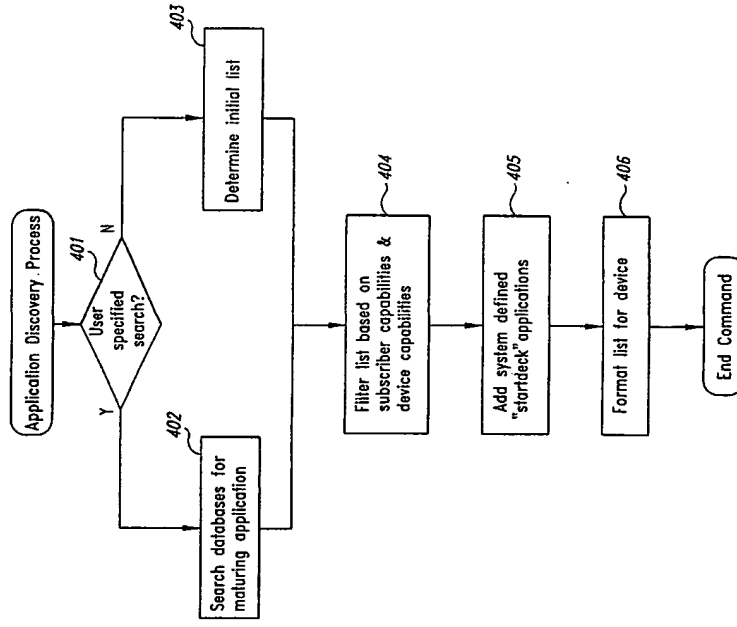 Application Discovery Process
401
User
specified
search?
Y
N
402
Search databases for
maturing application
403
Determine initial list
404
Filter list based on
subscriber capabilities &
device capabilities
405
Add system defined
"startdeck" applications
406
Format list for device
End Command